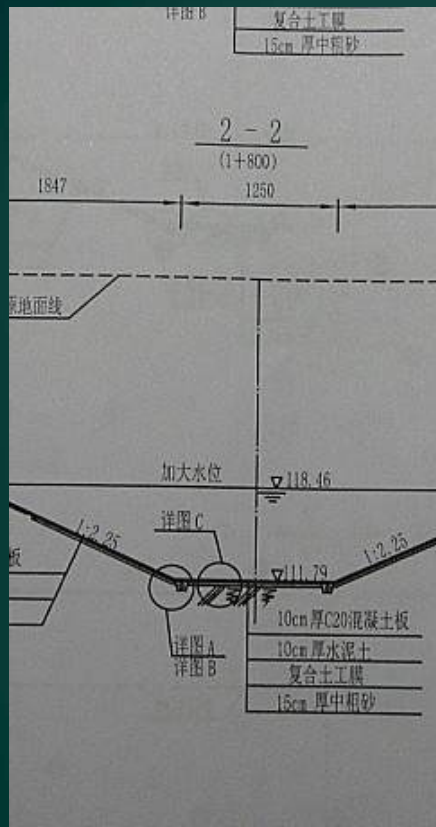 详图B
复合土工膜
15cm 厚中粗砂
2 - 2
(1+800)
1847
1250
原地面线
加大水位
118.46
详图C
1:2.25
1:2.25
板
111.79
10cm厚C20混凝土板
10cm厚水泥土
复合土工膜
15cm 厚中粗砂
详图A
详图B